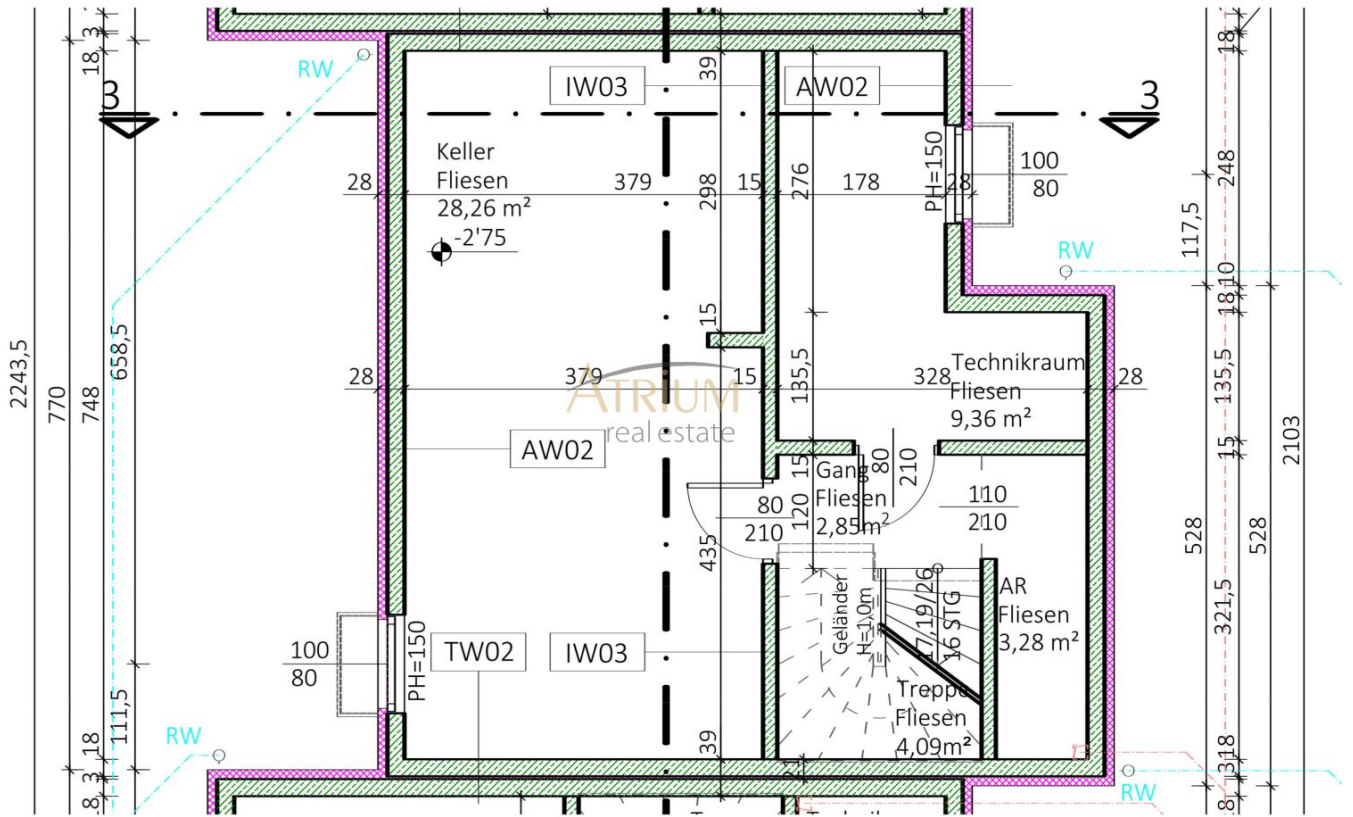 3
18
RW
39
IW03
AW02
3
18
3
Keller
Fliesen
28,26 m²
-2'75
28
379
15
298
276
178
28
PH=150
100
80
248
117,5
RW
10
18
15
2243,5
770
748
658,5
28
379
15
135,5
328
28
Technikraum
Fliesen
9,36 m²
135,5
15
2103
ATRIUM
real estate
AW02
15
Gang
Fliesen
2,85m²
80
210
80
210
120
110
210
435
528
528
321,5
Geländer
H=1,0m
17,19/26
16 STG
AR
Fliesen
3,28 m²
100
80
PH=150
TW02
IW03
Treppe
Fliesen
4,09m²
111,5
RW
18
3
8
39
21
318
8
RW